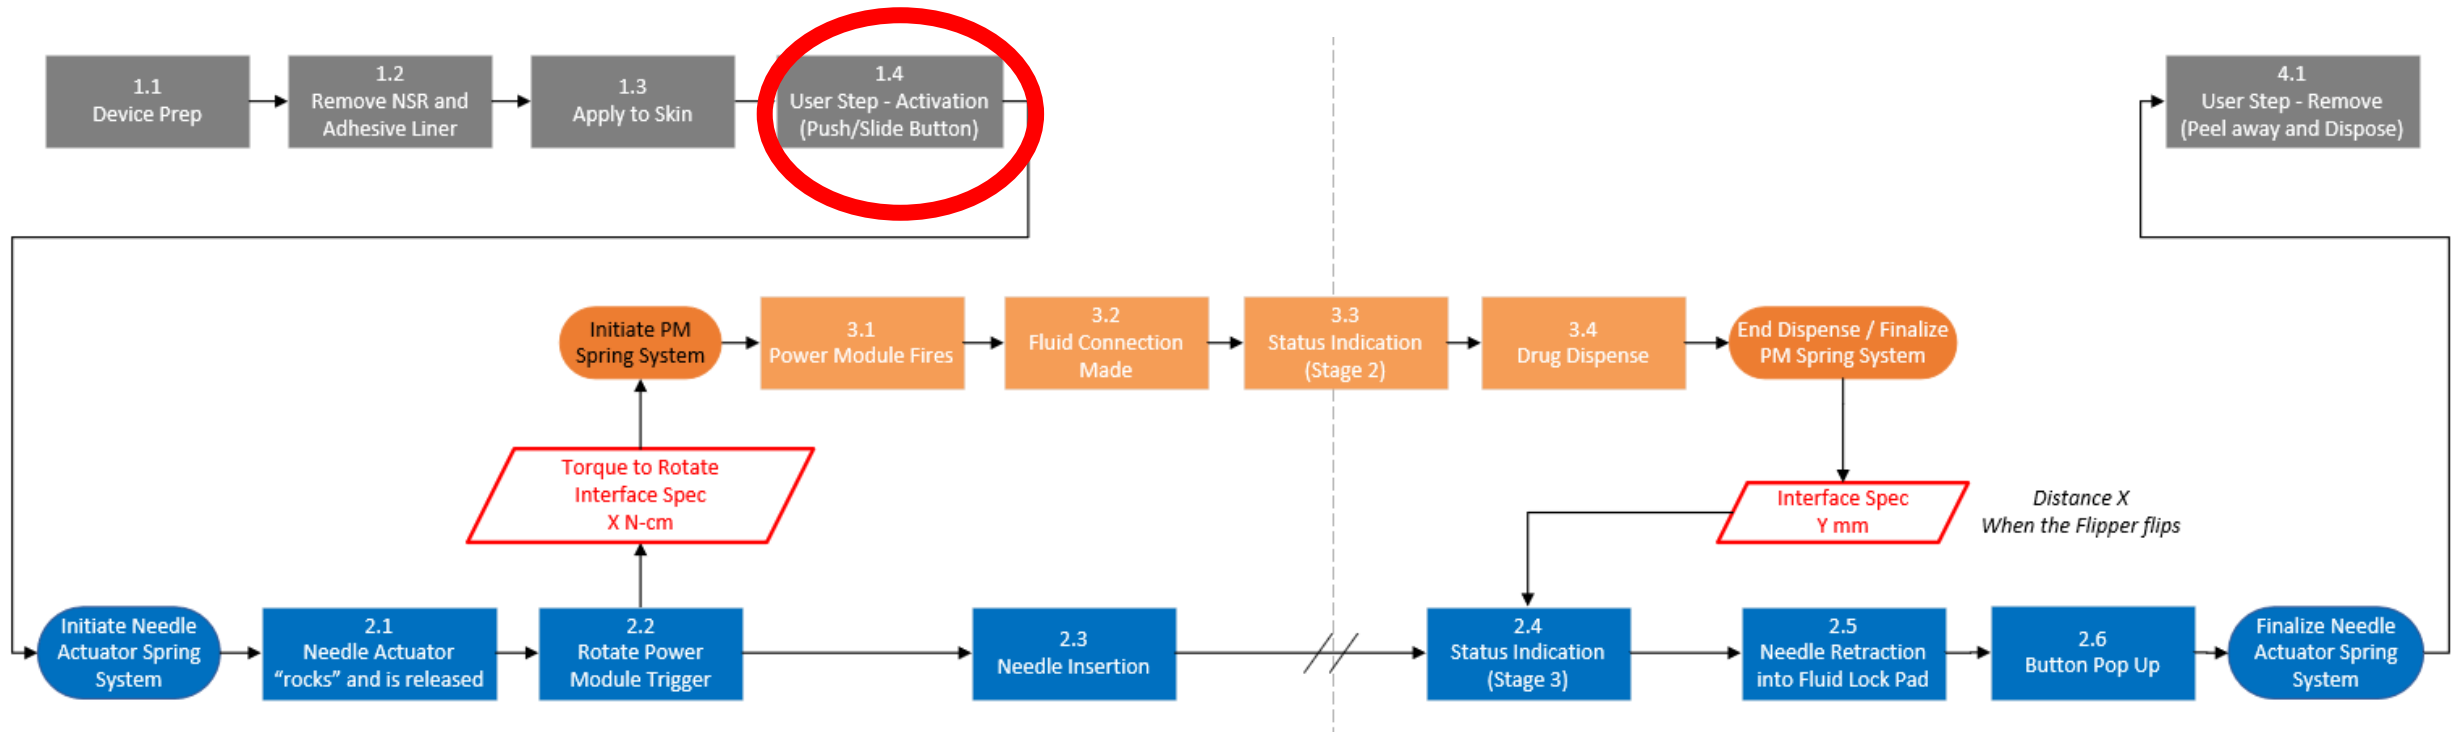 1.1
Device Prep
1.2
Remove NSR and
Adhesive Liner
1.3
Apply to Skin
1.4
User Step - Activation
(Push/Slide Button)
4.1
User Step - Remove
(Peel away and Dispose)
Initiate PM
Spring System
3.1
Power Module Fires
3.2
Fluid Connection
Made
3.3
Status Indication
(Stage 2)
3.4
Drug Dispense
End Dispense / Finalize
PM Spring System
Torque to Rotate
Interface Spec
X N-cm
Interface Spec
Y mm
Distance X
When the Flipper flips
Initiate Needle
Actuator Spring
System
2.1
Needle Actuator
“rocks” and is released
2.2
Rotate Power
Module Trigger
2.3
Needle Insertion
2.4
Status Indication
(Stage 3)
2.5
Needle Retraction
into Fluid Lock Pad
2.6
Button Pop Up
Finalize Needle
Actuator Spring
System